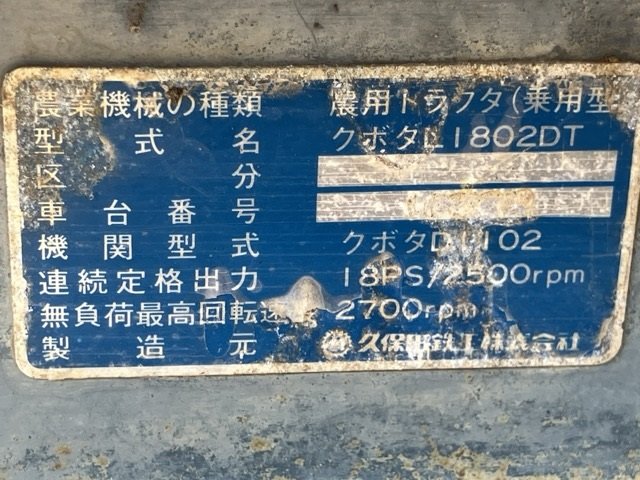 農業機械の種類 農用トラクタ(乗用型
型式名 クボタL1802DT
区分
車台番号
機関型式 クボタD1102
連続定格出力 18PS/2500rpm
無負荷最高回転速 2700rpm
製造元 久保田鉄工株式会社